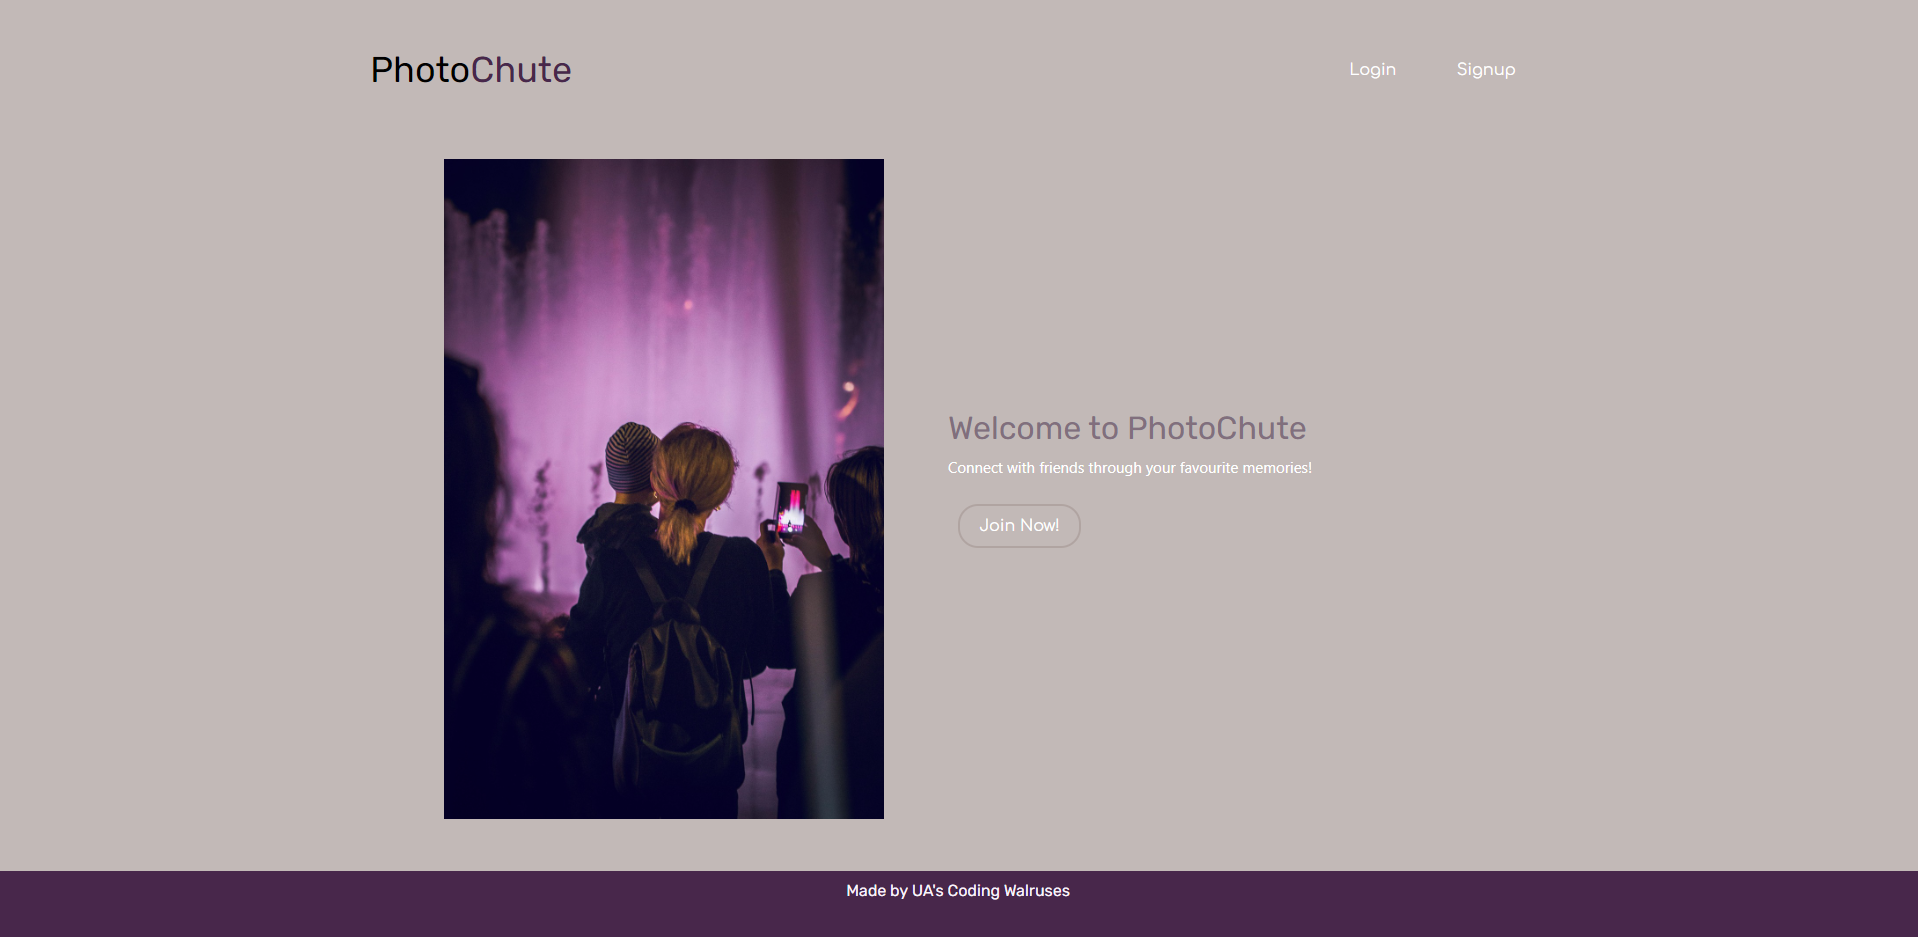 PhotoChute
Login
Signup
Welcome to PhotoChute
Connect with friends through your favourite memories!
Join Now!
Made by UA's Coding Walruses